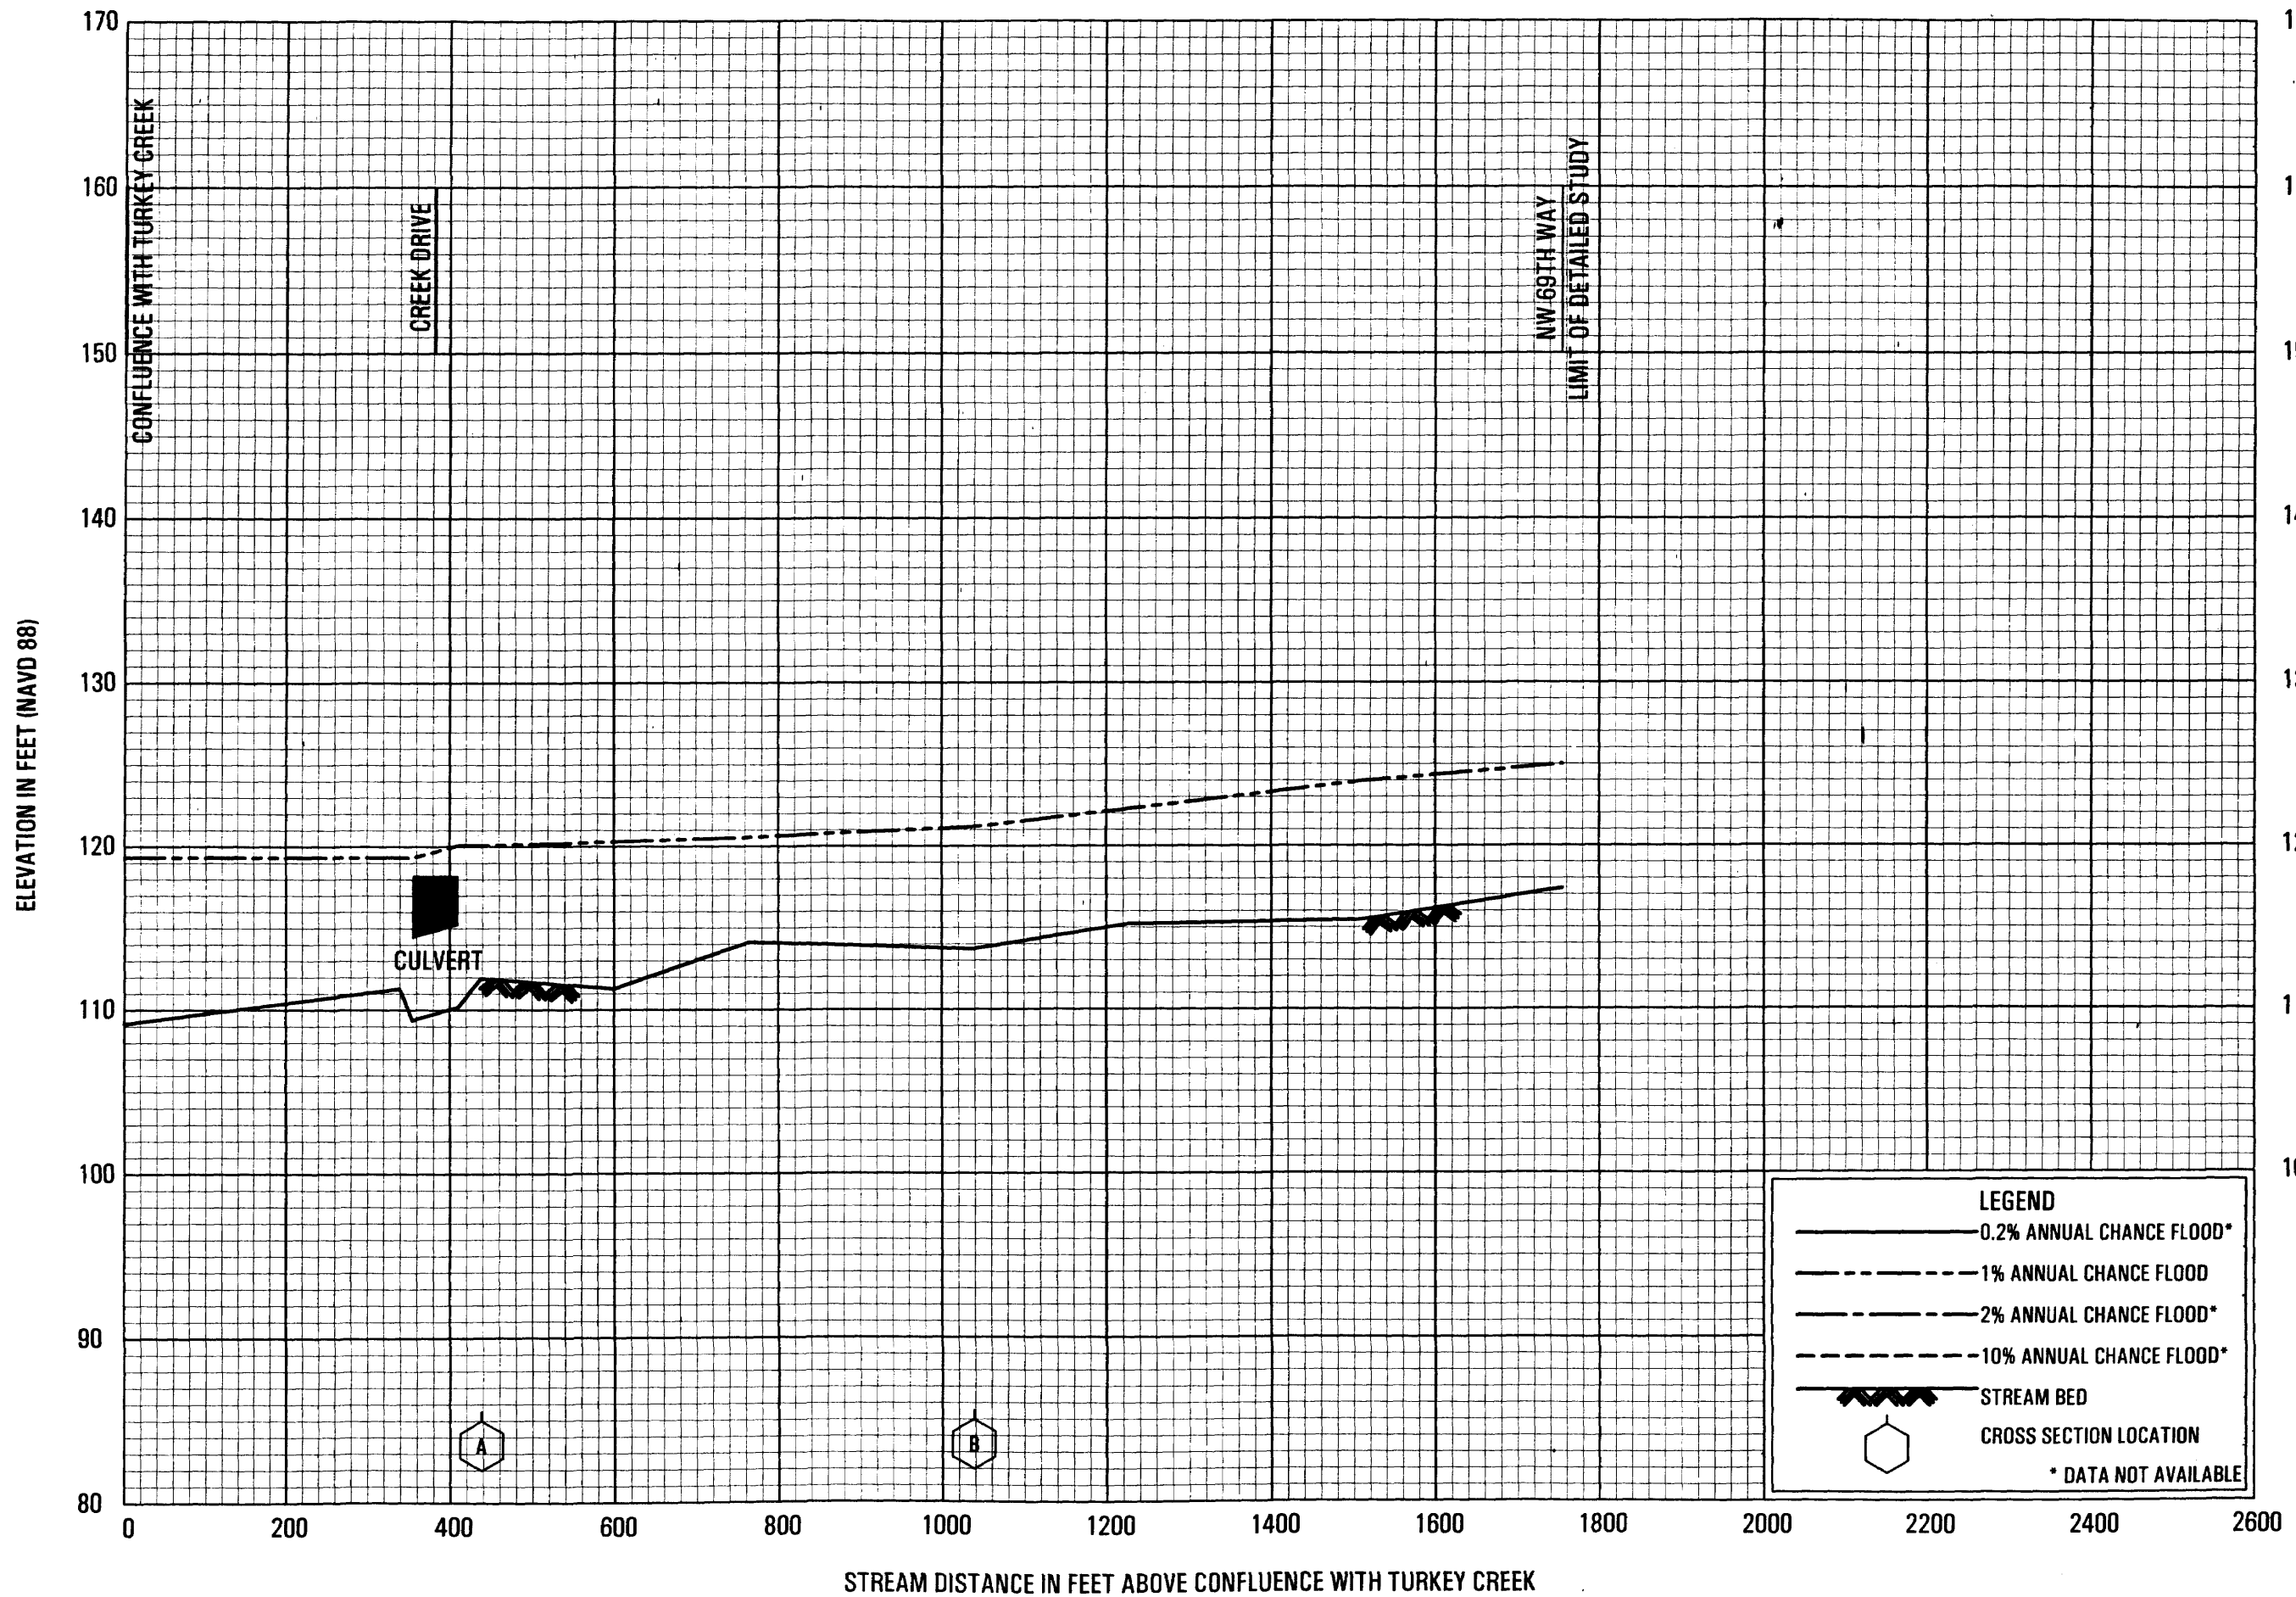 170
160
150
140
130
120
110
100
90
80
ELEVATION IN FEET (NAVD 88)
CONFLUENCE WITH TURKEY CREEK
CREEK DRIVE
NW 69TH WAY
LIMIT OF DETAILED STUDY
CULVERT
A
B
LEGEND
0.2% ANNUAL CHANCE FLOOD*
1% ANNUAL CHANCE FLOOD
2% ANNUAL CHANCE FLOOD*
10% ANNUAL CHANCE FLOOD*
STREAM BED
CROSS SECTION LOCATION
* DATA NOT AVAILABLE
0 200 400 600 800 1000 1200 1400 1600 1800 2000 2200 2400 2600
STREAM DISTANCE IN FEET ABOVE CONFLUENCE WITH TURKEY CREEK